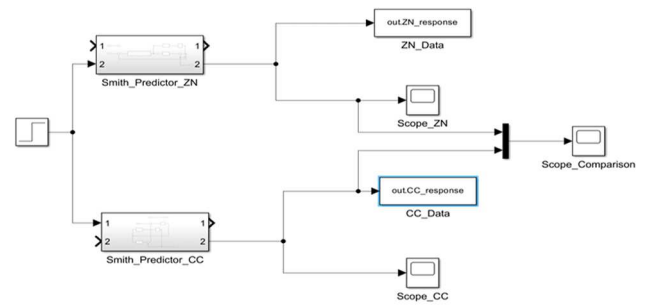 out.ZN_response
ZN_Data
1 1
2 2
Smith_Predictor_ZN
Scope_ZN
Scope_Comparison
out.CC_response
CC_Data
1 1
2 2
Smith_Predictor_CC
Scope_CC